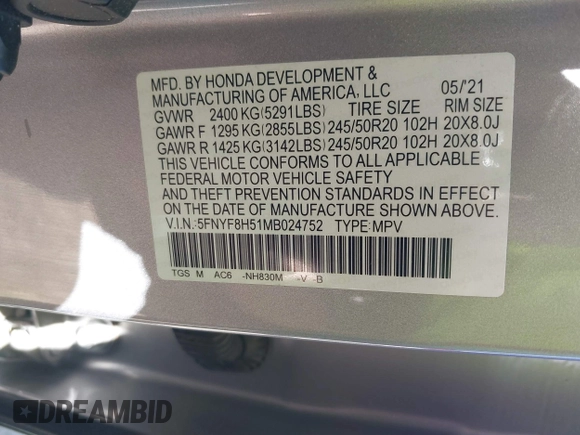 MFD. BY HONDA DEVELOPMENT &
MANUFACTURING OF AMERICA, LLC 05/'21
GVWR 2400 KG(5291LBS) TIRE SIZE RIM SIZE
GAWR F 1295 KG(2855LBS)245/50R20 102H 20X8.0J
GAWR R 1425 KG(3142LBS)245/50R20 102H 20X8.0J
THIS VEHICLE CONFORMS TO ALL APPLICABLE
FEDERAL MOTOR VEHICLE SAFETY
AND THEFT PREVENTION STANDARDS IN EFFECT
ON THE DATE OF MANUFACTURE SHOWN ABOVE.
V.I.N.:5FNYF8H51MB024752 TYPE:MPV
TGS M AC6 -NH830M -V -B
DREAMBID